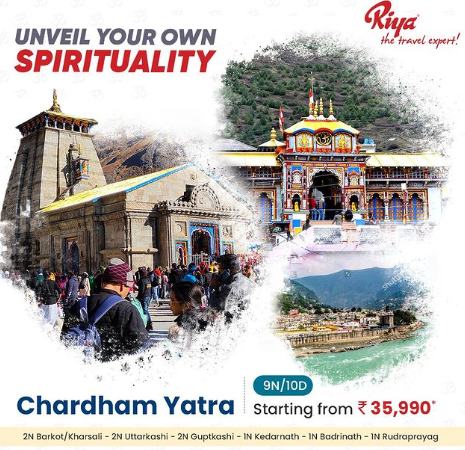 UNVEIL YOUR OWN
SPIRITUALITY
Riya
the travel expert!
Chardham Yatra
9N/10D
Starting from ₹ 35,990*
2N Barkot/Kharsali - 2N Uttarkashi - 2N Guptkashi - 1N Kedarnath - 1N Badrinath - 1N Rudraprayag